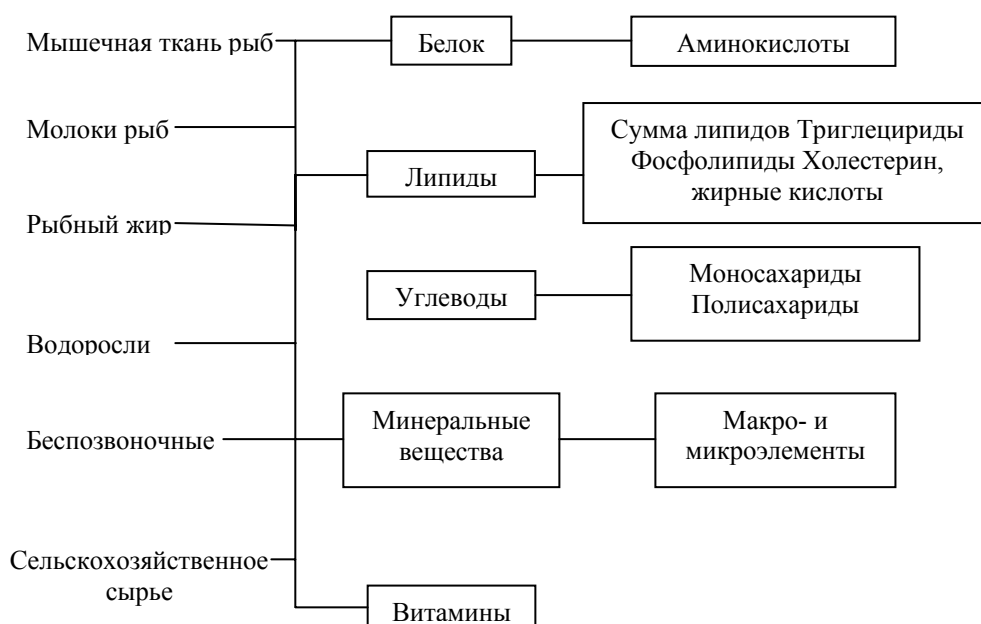 Мышечная ткань рыб
Белок
Аминокислоты
Молоки рыб
Сумма липидов Триглецириды
Фосфолипиды Холестерин,
жирные кислоты
Липиды
Рыбный жир
Моносахариды
Полисахариды
Углеводы
Водоросли
Беспозвоночные
Минеральные
вещества
Макро- и
микроэлементы
Сельскохозяйственное
сырье
Витамины